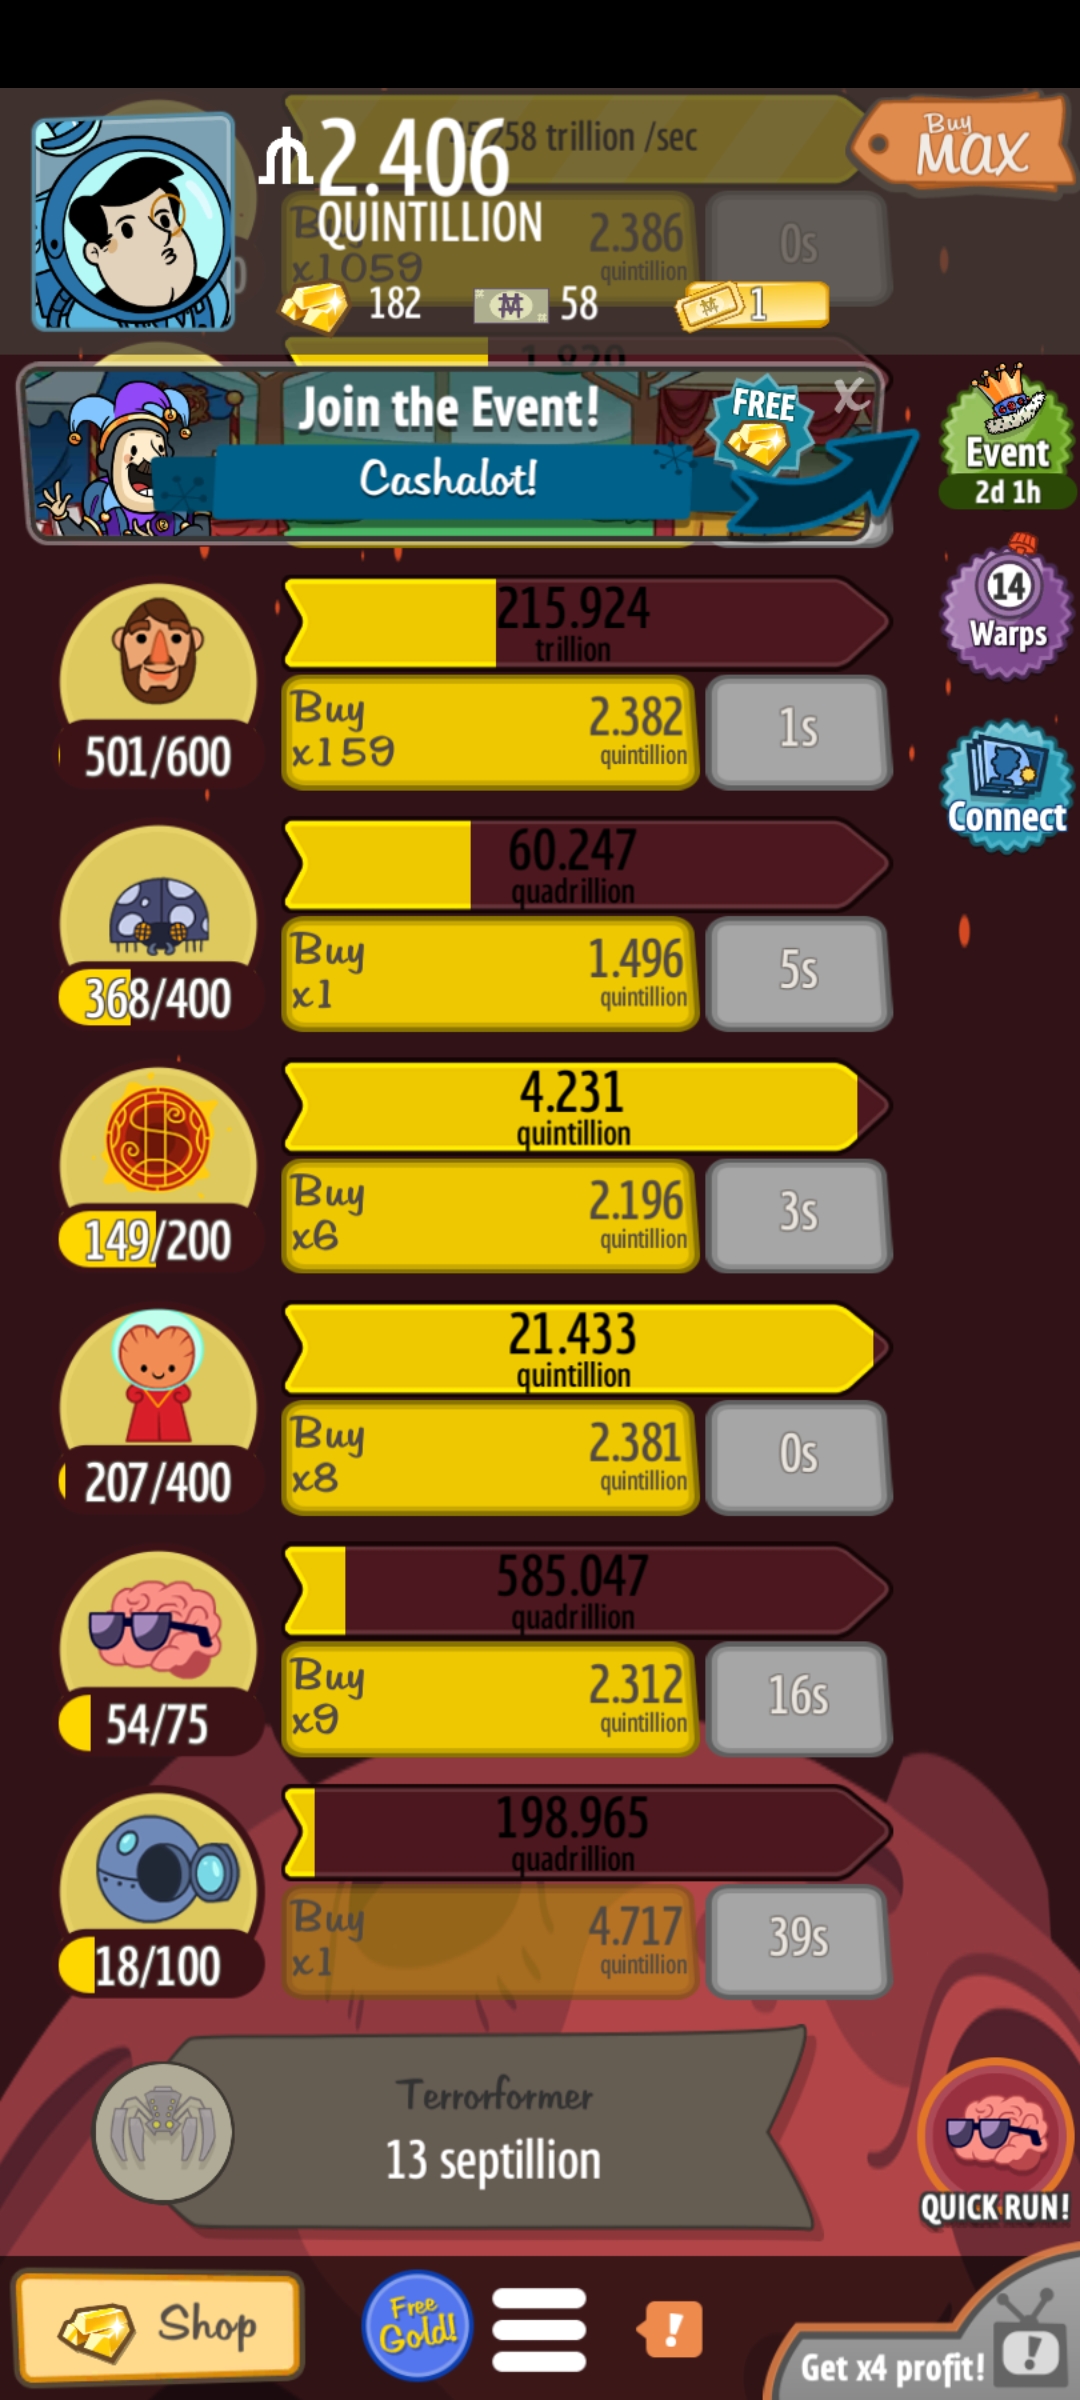 58 trillion /sec
Buy MAX
2.406
QUINTILLION
x1059
2.386
quintillion
0s
182
58
1
1.820
Join the Event!
FREE
X
Cashalot!
Event
2d 1h
215.924
trillion
Buy
x159
2.382
quintillion
1s
501/600
14
Warps
Connect
60.247
quadrillion
Buy
x1
1.496
quintillion
5s
368/400
4.231
quintillion
Buy
x6
2.196
quintillion
3s
149/200
21.433
quintillion
Buy
x8
2.381
quintillion
0s
207/400
585.047
quadrillion
Buy
x9
2.312
quintillion
16s
54/75
198.965
quadrillion
Buy
x1
4.717
quintillion
39s
18/100
Terrorformer
13 septillion
QUICK RUN!
Shop
Free
Gold!
!
Get x4 profit!
!